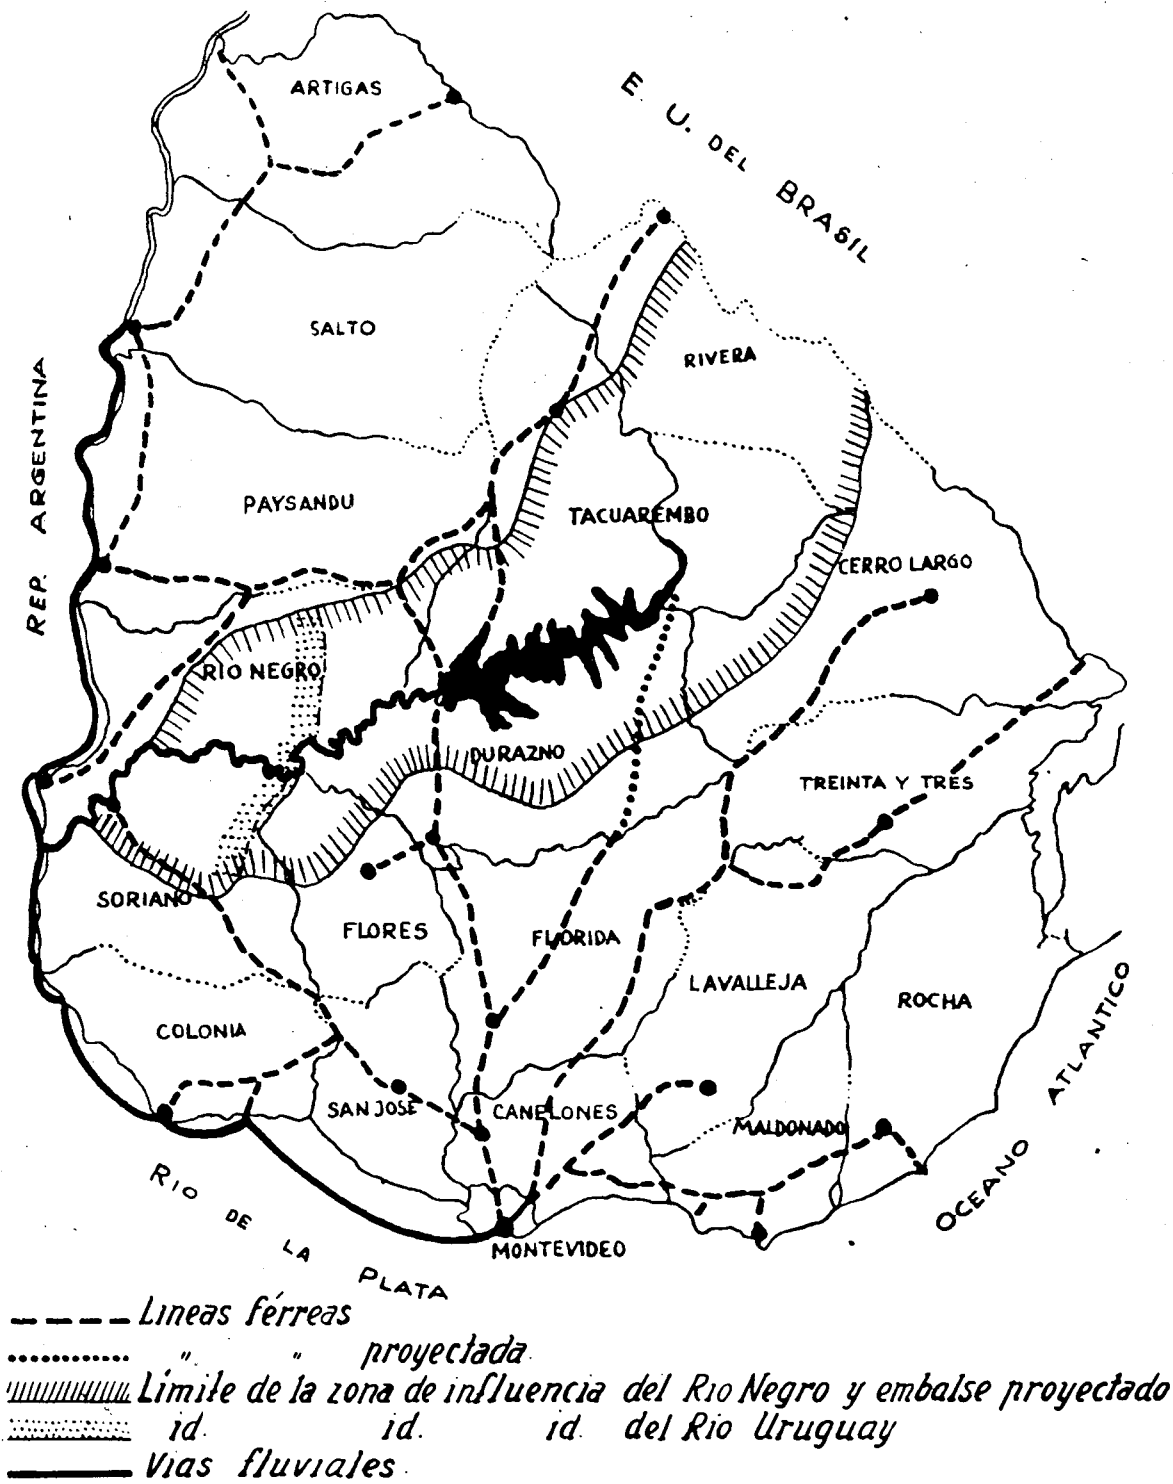 ARTIGAS
E. U. DEL BRASIL
SALTO
RIVERA
REP. ARGENTINA
PAYSANDU
TACUAREMBO
CERRO LARGO
RIO NEGRO
DURAZNO
TREINTA Y TRES
SORIANO
FLORES
FLORIDA
LAVALLEJA
ROCHA
COLONIA
SAN JOSE
CANELONES
MALDONADO
OCEANO ATLANTICO
RIO DE LA PLATA
MONTEVIDEO
Lineas férreas
" " proyectada
Límite de la zona de influencia del Rio Negro y embalse proyectado
id. id. id. del Rio Uruguay
Vias fluviales.